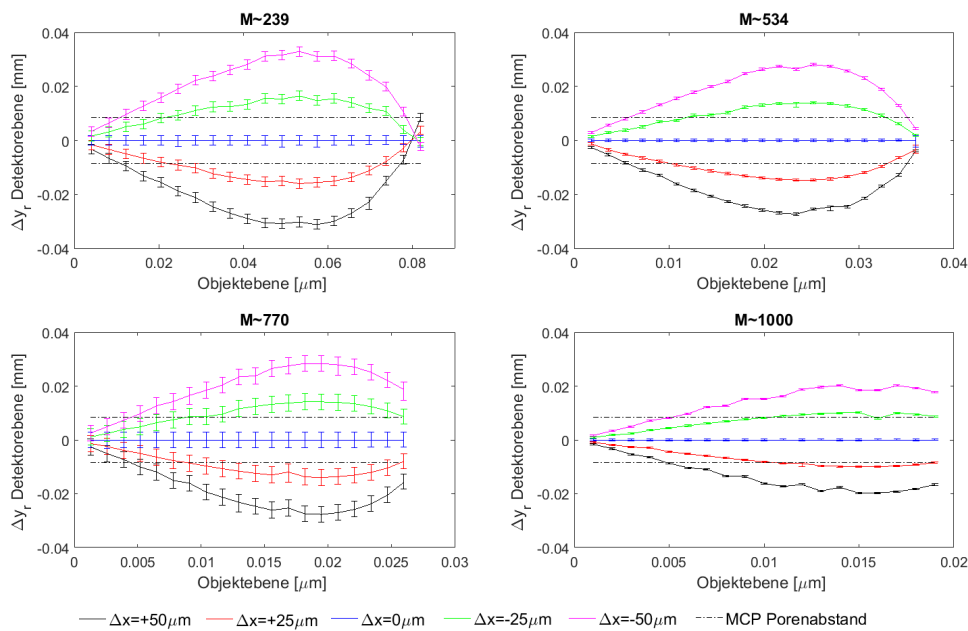 M~239
0.04
0.02
0
-0.02
-0.04
Δyr Detektorebene [mm]
0 0.02 0.04 0.06 0.08
Objektebene [μm]
M~534
0.04
0.02
0
-0.02
-0.04
Δyr Detektorebene [mm]
0 0.01 0.02 0.03 0.04
Objektebene [μm]
M~770
0.04
0.02
0
-0.02
-0.04
Δyr Detektorebene [mm]
0 0.005 0.01 0.015 0.02 0.025 0.03
Objektebene [μm]
M~1000
0.04
0.02
0
-0.02
-0.04
Δyr Detektorebene [mm]
0 0.005 0.01 0.015 0.02
Objektebene [μm]
Δx=+50μm Δx=+25μm Δx=0μm Δx=-25μm Δx=-50μm MCP Porenabstand